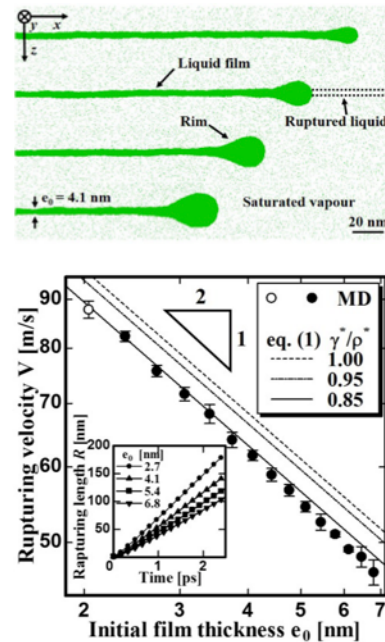 y x
z
Liquid film
Rim
Ruptured liquid
e₀ = 4.1 nm
Saturated vapour
20 nm
Rupturing velocity V [m/s]
90
70
60
50
2
1
MD
eq. (1) γ*/ρ*
1.00
0.95
0.85
Rapturing length R [nm]
200
150
100
50
e₀ [nm]
2.7
4.1
5.4
6.8
0 1 2
Time [ps]
2 3 4 5 6 7
Initial film thickness e₀ [nm]